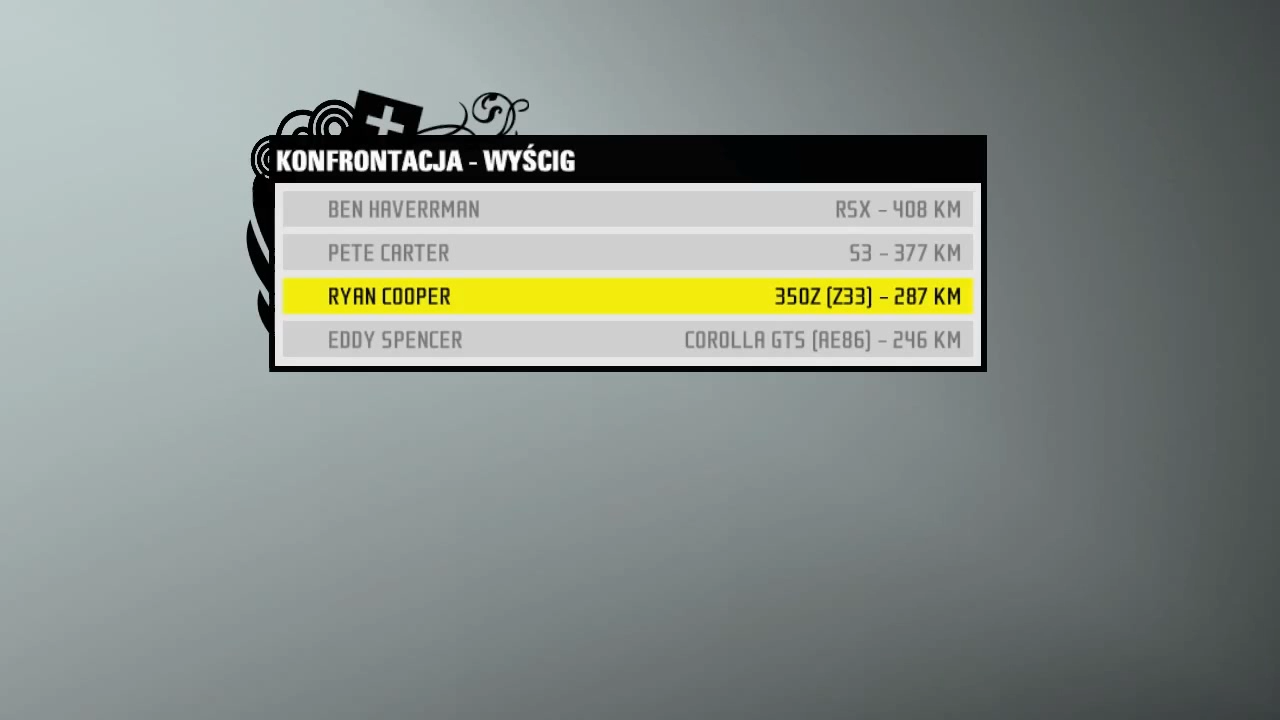 KONFRONTACJA - WYŚCIG
BEN HAVERRMAN RSX - 408 KM
PETE CARTER S3 - 377 KM
RYAN COOPER 350Z (Z33) - 287 KM
EDDY SPENCER COROLLA GTS (AE86) - 246 KM